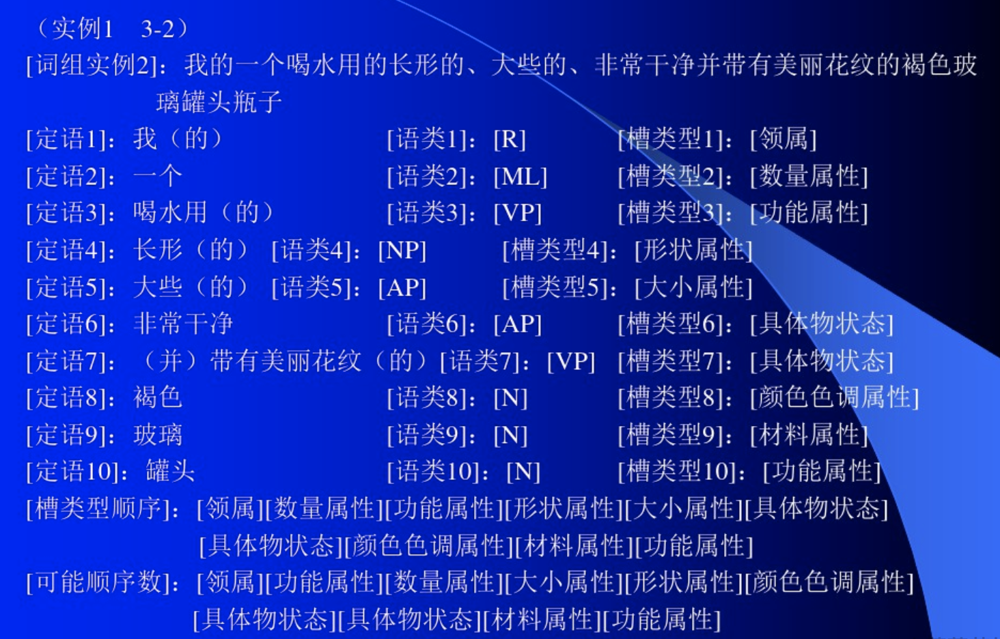 （实例1 3-2）
[词组实例2]：我的一个喝水用的长形的、大些的、非常干净并带有美丽花纹的褐色玻
璃罐头瓶子
[定语1]：我（的） [语类1]：[R] [槽类型1]：[领属]
[定语2]：一个 [语类2]：[ML] [槽类型2]：[数量属性]
[定语3]：喝水用（的） [语类3]：[VP] [槽类型3]：[功能属性]
[定语4]：长形（的） [语类4]：[NP] [槽类型4]：[形状属性]
[定语5]：大些（的） [语类5]：[AP] [槽类型5]：[大小属性]
[定语6]：非常干净 [语类6]：[AP] [槽类型6]：[具体物状态]
[定语7]：（并）带有美丽花纹（的）[语类7]：[VP] [槽类型7]：[具体物状态]
[定语8]：褐色 [语类8]：[N] [槽类型8]：[颜色色调属性]
[定语9]：玻璃 [语类9]：[N] [槽类型9]：[材料属性]
[定语10]：罐头 [语类10]：[N] [槽类型10]：[功能属性]
[槽类型顺序]：[领属][数量属性][功能属性][形状属性][大小属性][具体物状态]
[具体物状态][颜色色调属性][材料属性][功能属性]
[可能顺序数]：[领属][功能属性][数量属性][大小属性][形状属性][颜色色调属性]
[具体物状态][具体物状态][材料属性][功能属性]